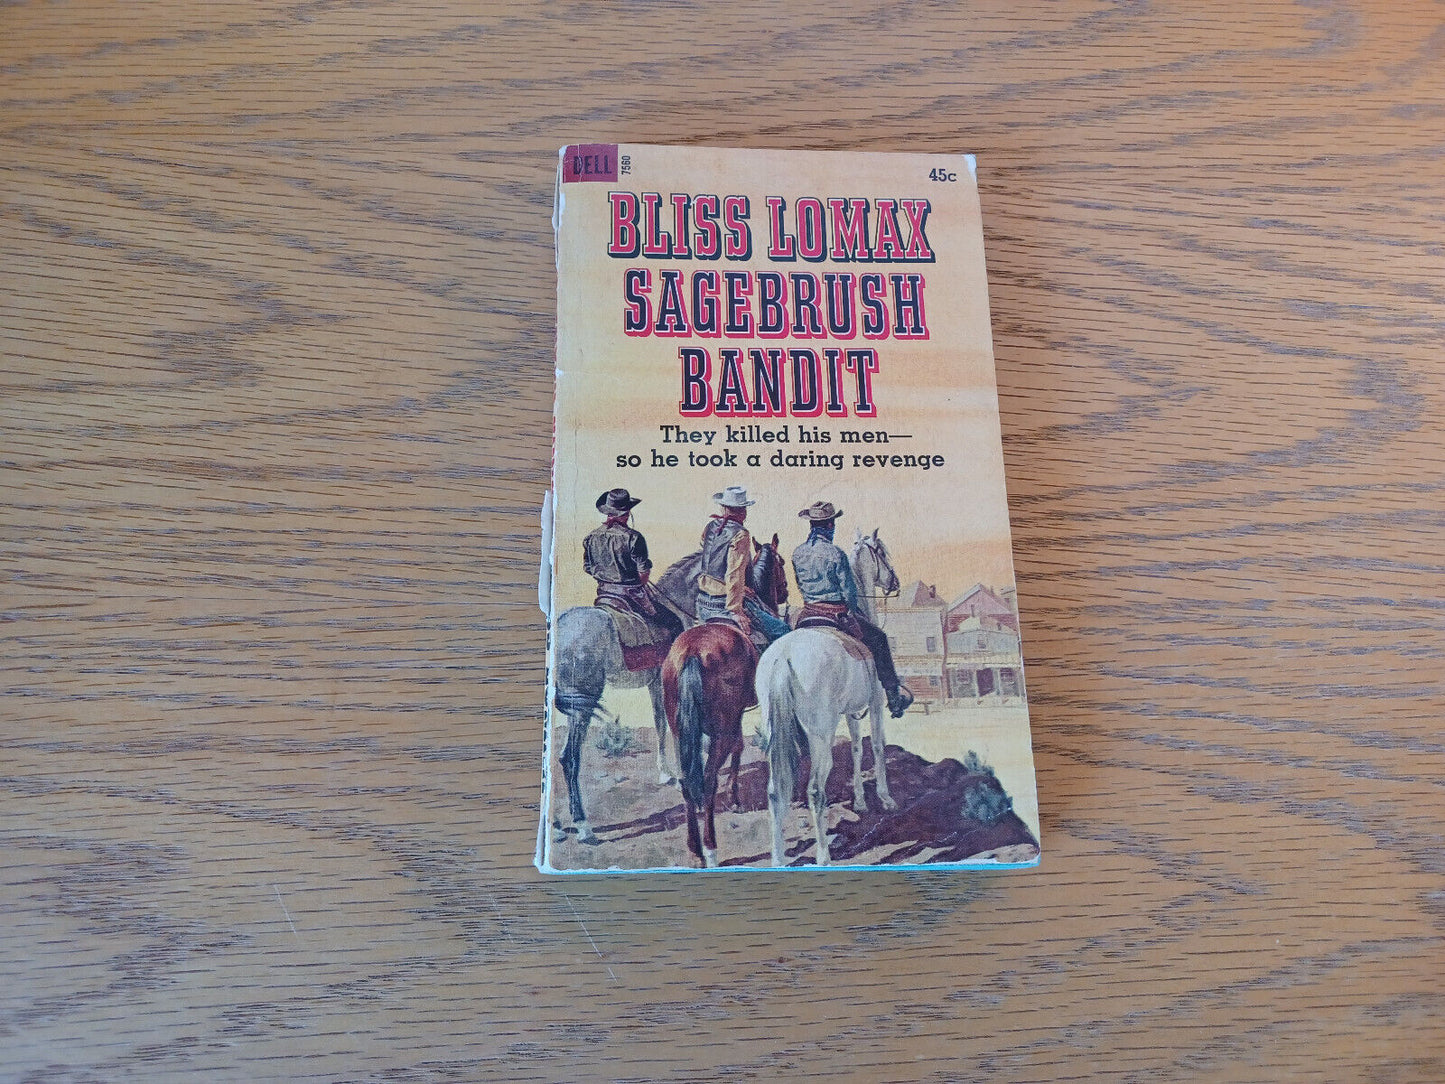 DELL 7560 45c
BLISS LOMAX
SAGEBRUSH
BANDIT
They killed his men—
so he took a daring revenge